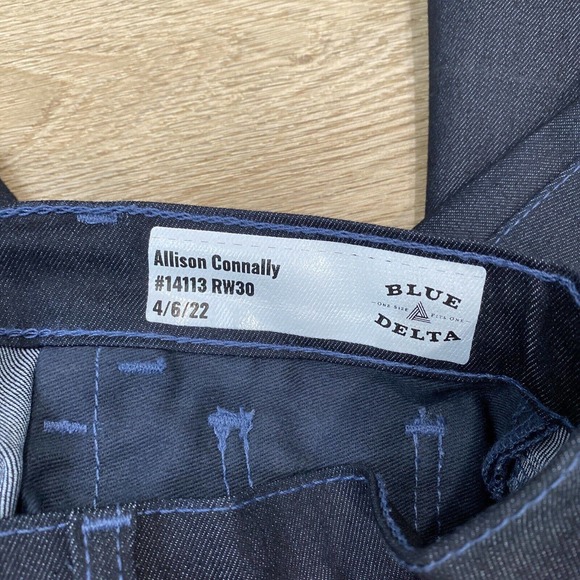 Allison Connally
#14113 RW30
4/6/22
BLUE
ONE SIZE FITS ONE
DELTA